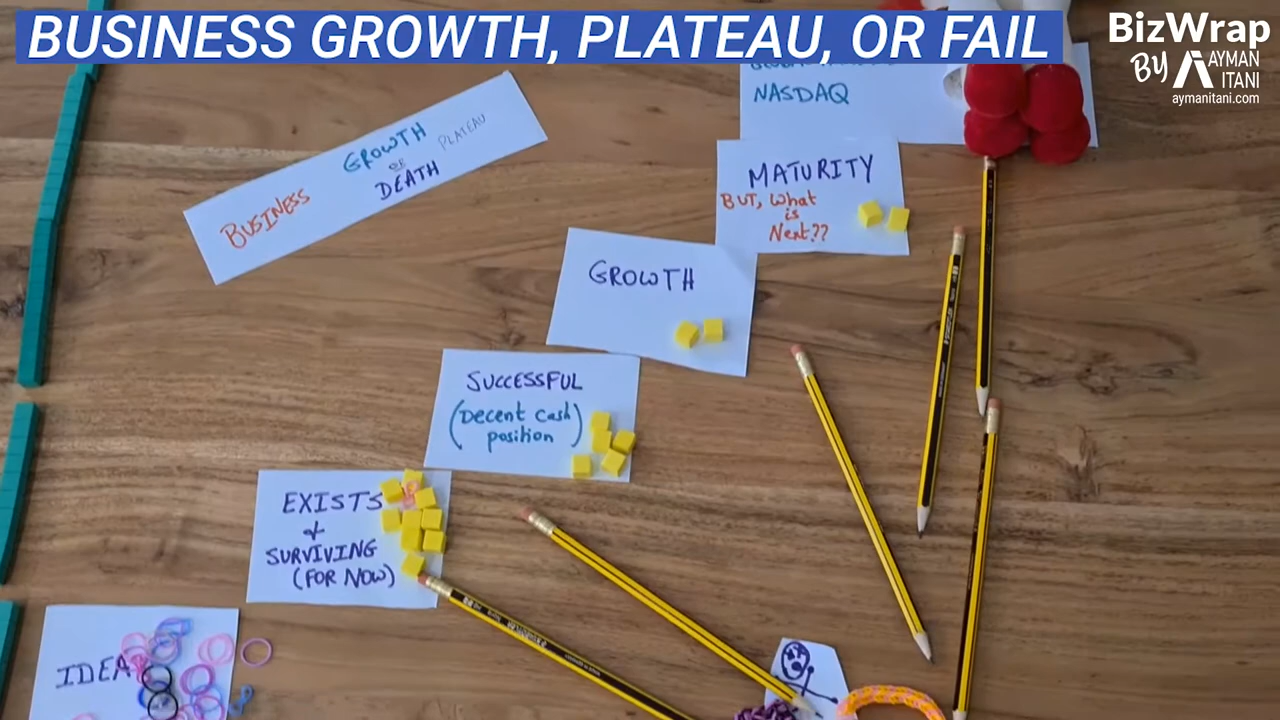 BUSINESS GROWTH, PLATEAU, OR FAIL
BizWrap
BY AYMAN
ITANI
aymanitani.com
NASDAQ
BUSINESS GROWTH PLATEAU
OR
DEATH
MATURITY
BUT, What
is
Next??
GROWTH
SUCCESSFUL
(Decent cash)
position
EXISTS
&
SURVIVING
(FOR NOW)
IDEA